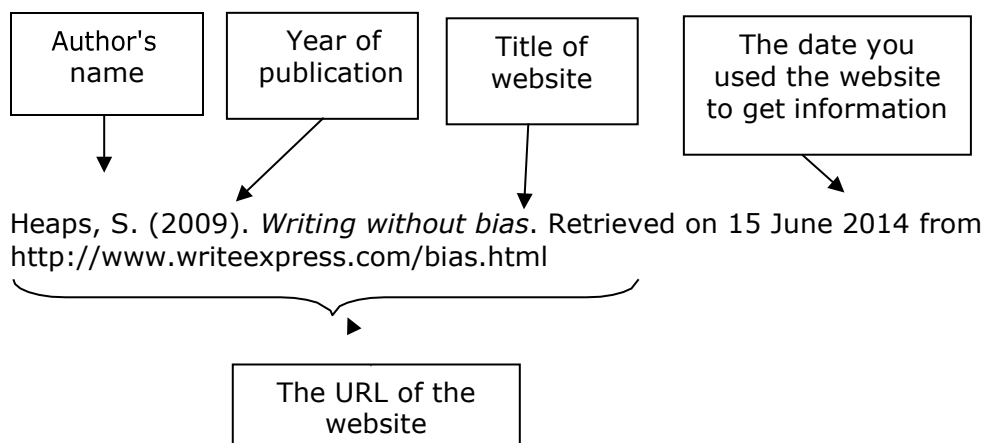 Author's
name
Year of
publication
Title of
website
The date you
used the website
to get information
Heaps, S. (2009). Writing without bias. Retrieved on 15 June 2014 from
http://www.writeexpress.com/bias.html
The URL of the
website